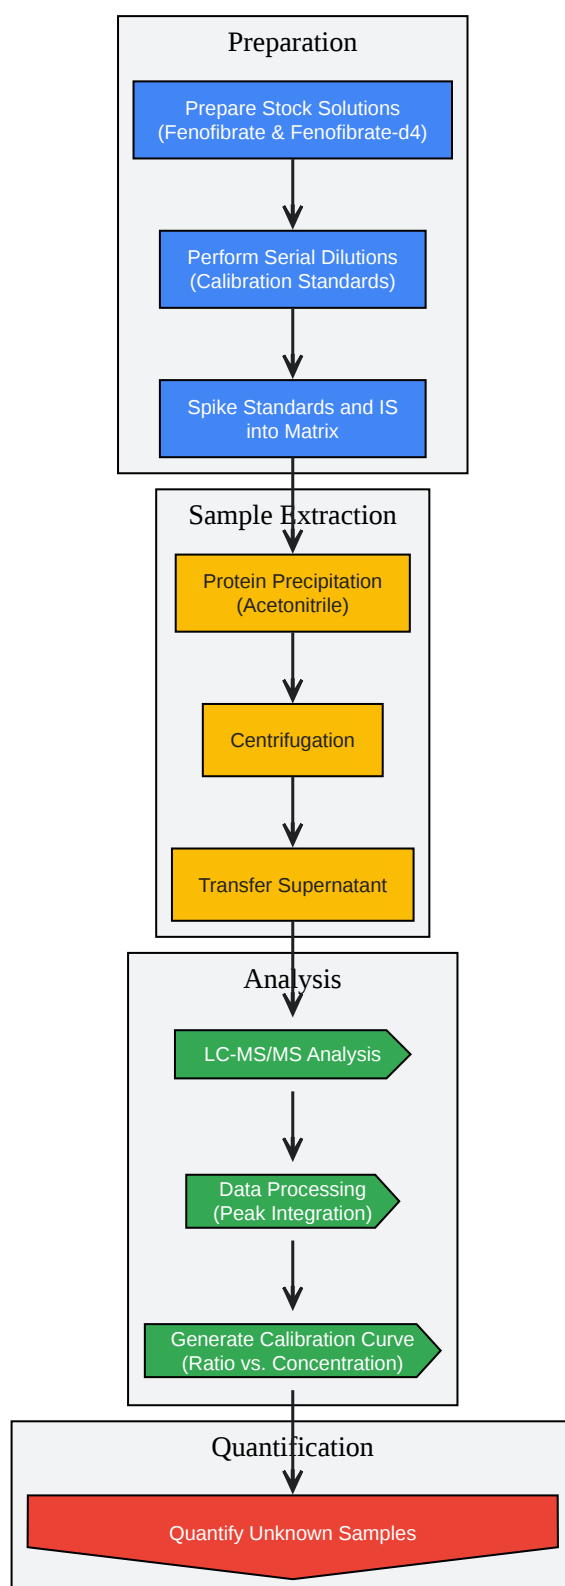 Preparation
Prepare Stock Solutions
(Fenofibrate & Fenofibrate-d4)
Perform Serial Dilutions
(Calibration Standards)
Spike Standards and IS
into Matrix
Sample Extraction
Protein Precipitation
(Acetonitrile)
Centrifugation
Transfer Supernatant
Analysis
LC-MS/MS Analysis
Data Processing
(Peak Integration)
Generate Calibration Curve
(Ratio vs. Concentration)
Quantification
Quantify Unknown Samples